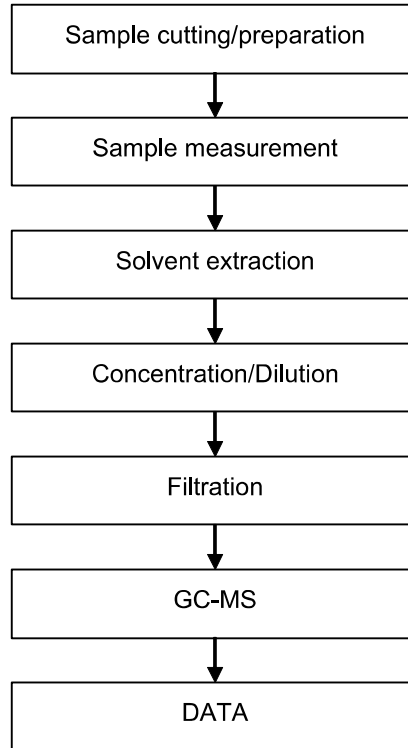 Sample cutting/preparation
Sample measurement
Solvent extraction
Concentration/Dilution
Filtration
GC-MS
DATA